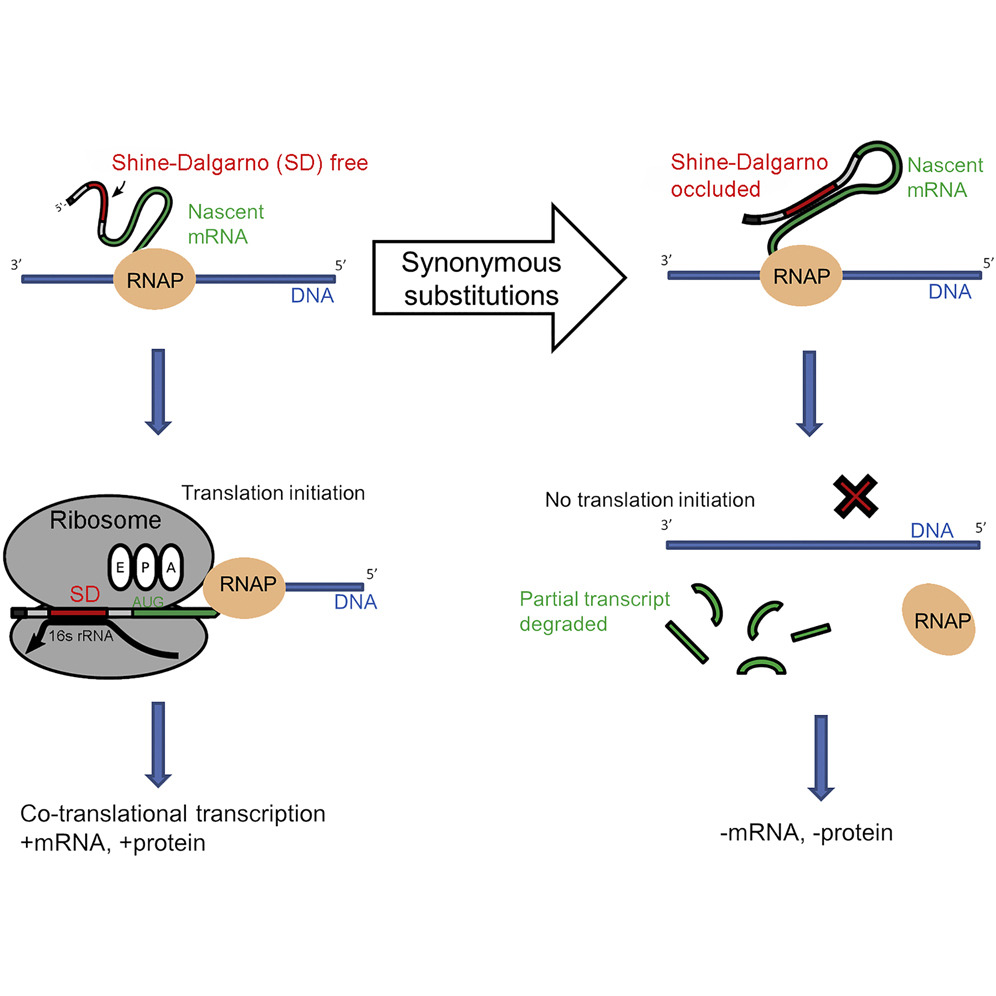 Shine-Dalgarno (SD) free
5'-
Nascent
mRNA
3'
5'
RNAP
DNA
Synonymous
substitutions
Shine-Dalgarno
occluded
Nascent
mRNA
3'
5'
RNAP
DNA
Translation initiation
Ribosome
E P A
RNAP
5'
DNA
SD
AUG
16s rRNA
No translation initiation
3'
5'
DNA
Partial transcript
degraded
RNAP
Co-translational transcription
+mRNA, +protein
-mRNA, -protein